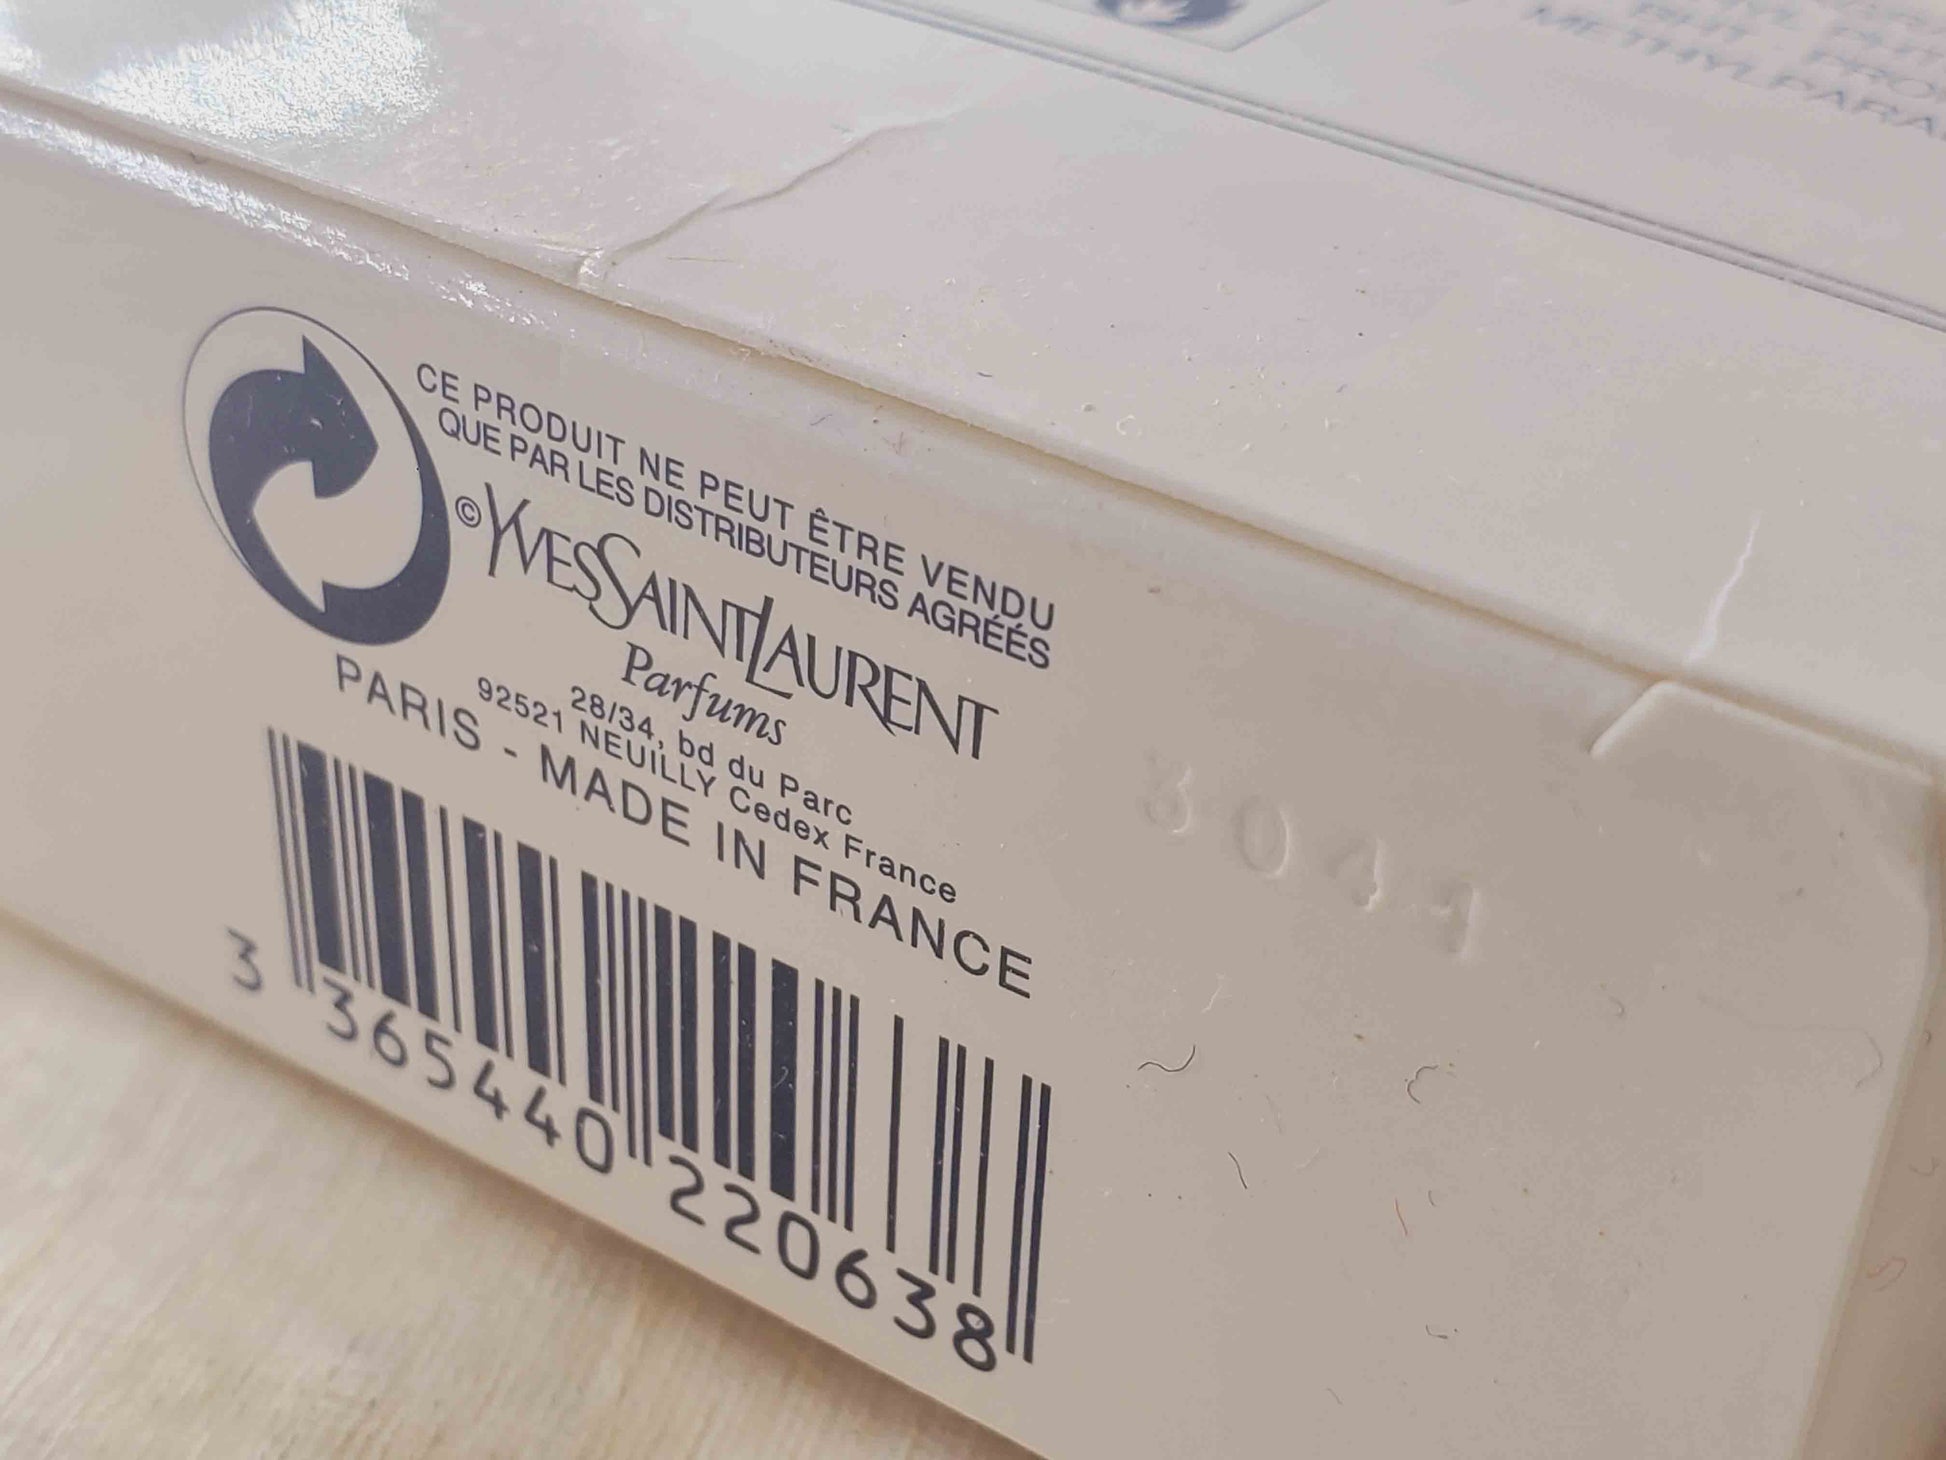 CE PRODUIT NE PEUT ÊTRE VENDU
QUE PAR LES DISTRIBUTEURS AGRÉÉS
© YVESSAINTLAURENT
Parfums
28/34, bd du Parc
92521 NEUILLY Cedex France
PARIS - MADE IN FRANCE
3 365440 220638
3041